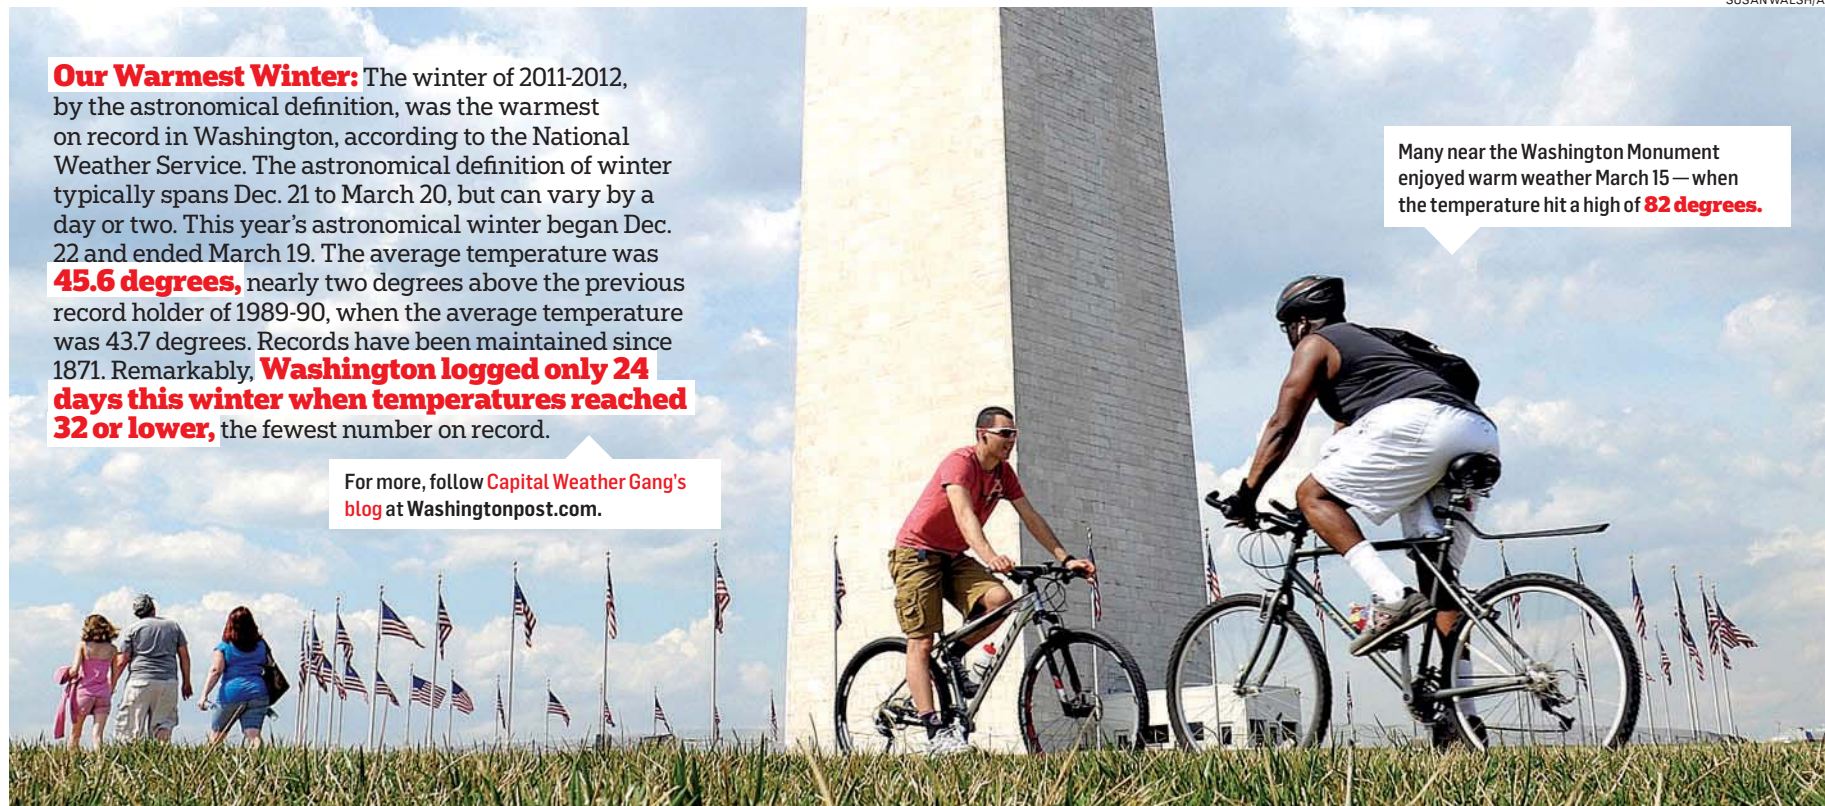 SUSAN WALSH/A
Our Warmest Winter: The winter of 2011-2012,
by the astronomical definition, was the warmest
on record in Washington, according to the National
Weather Service. The astronomical definition of winter
typically spans Dec. 21 to March 20, but can vary by a
day or two. This year’s astronomical winter began Dec.
22 and ended March 19. The average temperature was
45.6 degrees, nearly two degrees above the previous
record holder of 1989-90, when the average temperature
was 43.7 degrees. Records have been maintained since
1871. Remarkably, Washington logged only 24
days this winter when temperatures reached
32 or lower, the fewest number on record.
For more, follow Capital Weather Gang’s
blog at Washingtonpost.com.
Many near the Washington Monument
enjoyed warm weather March 15 — when
the temperature hit a high of 82 degrees.